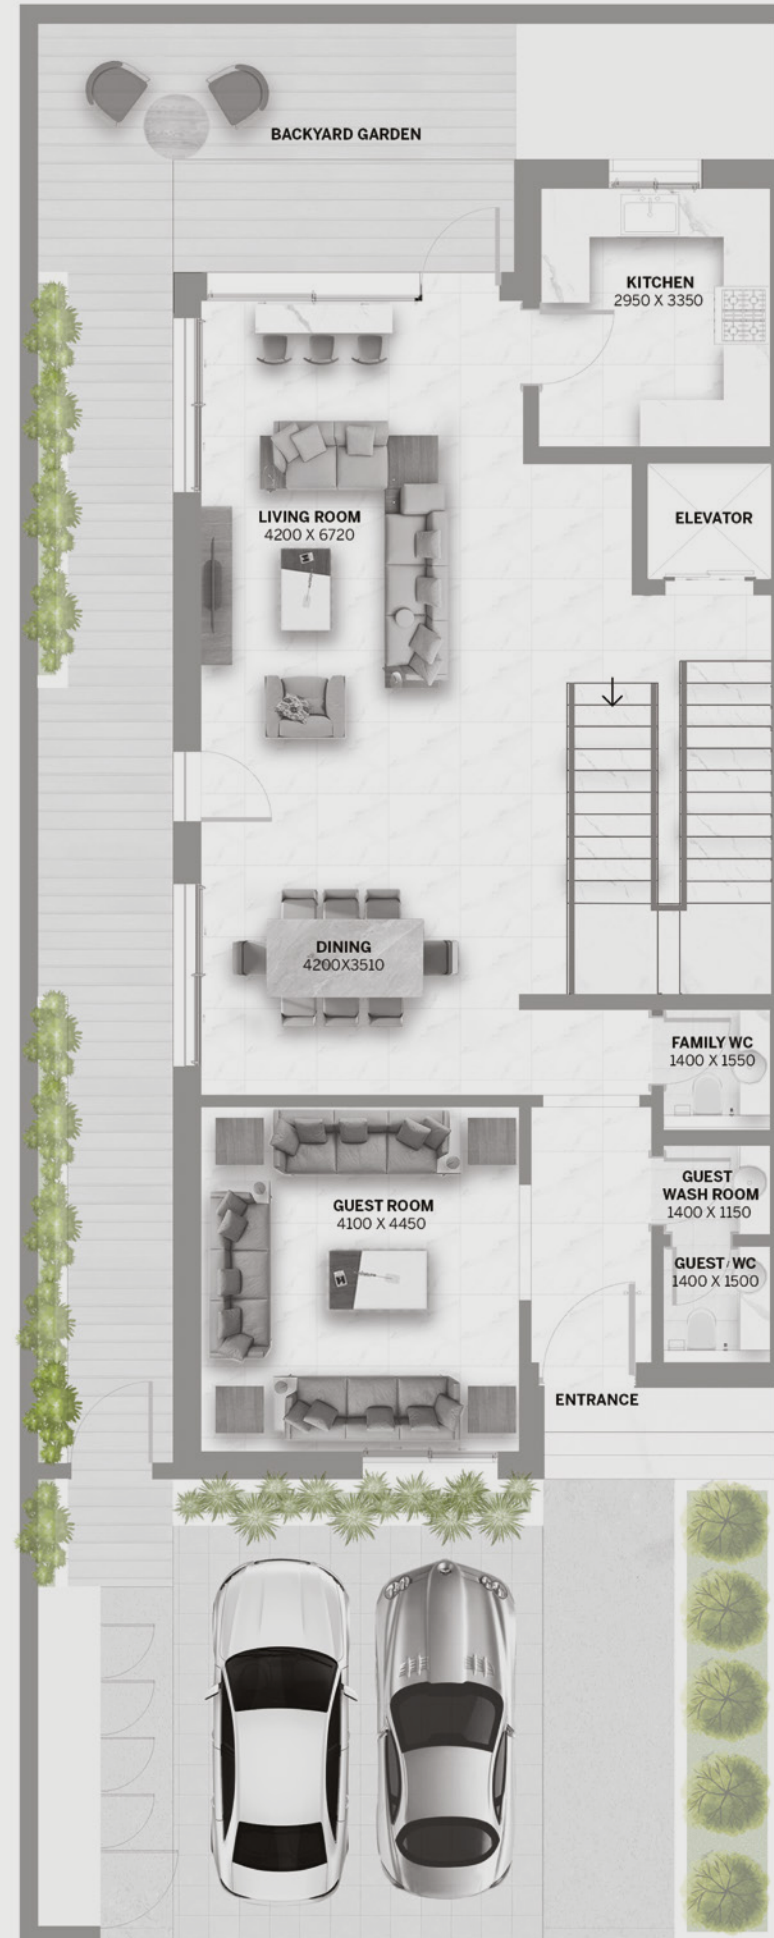 BACKYARD GARDEN
KITCHEN
2950 X 3350
LIVING ROOM
4200 X 6720
ELEVATOR
DINING
4200X3510
FAMILY WC
1400 X 1550
GUEST
WASH ROOM
1400 X 1150
GUEST ROOM
4100 X 4450
GUEST WC
1400 X 1500
ENTRANCE